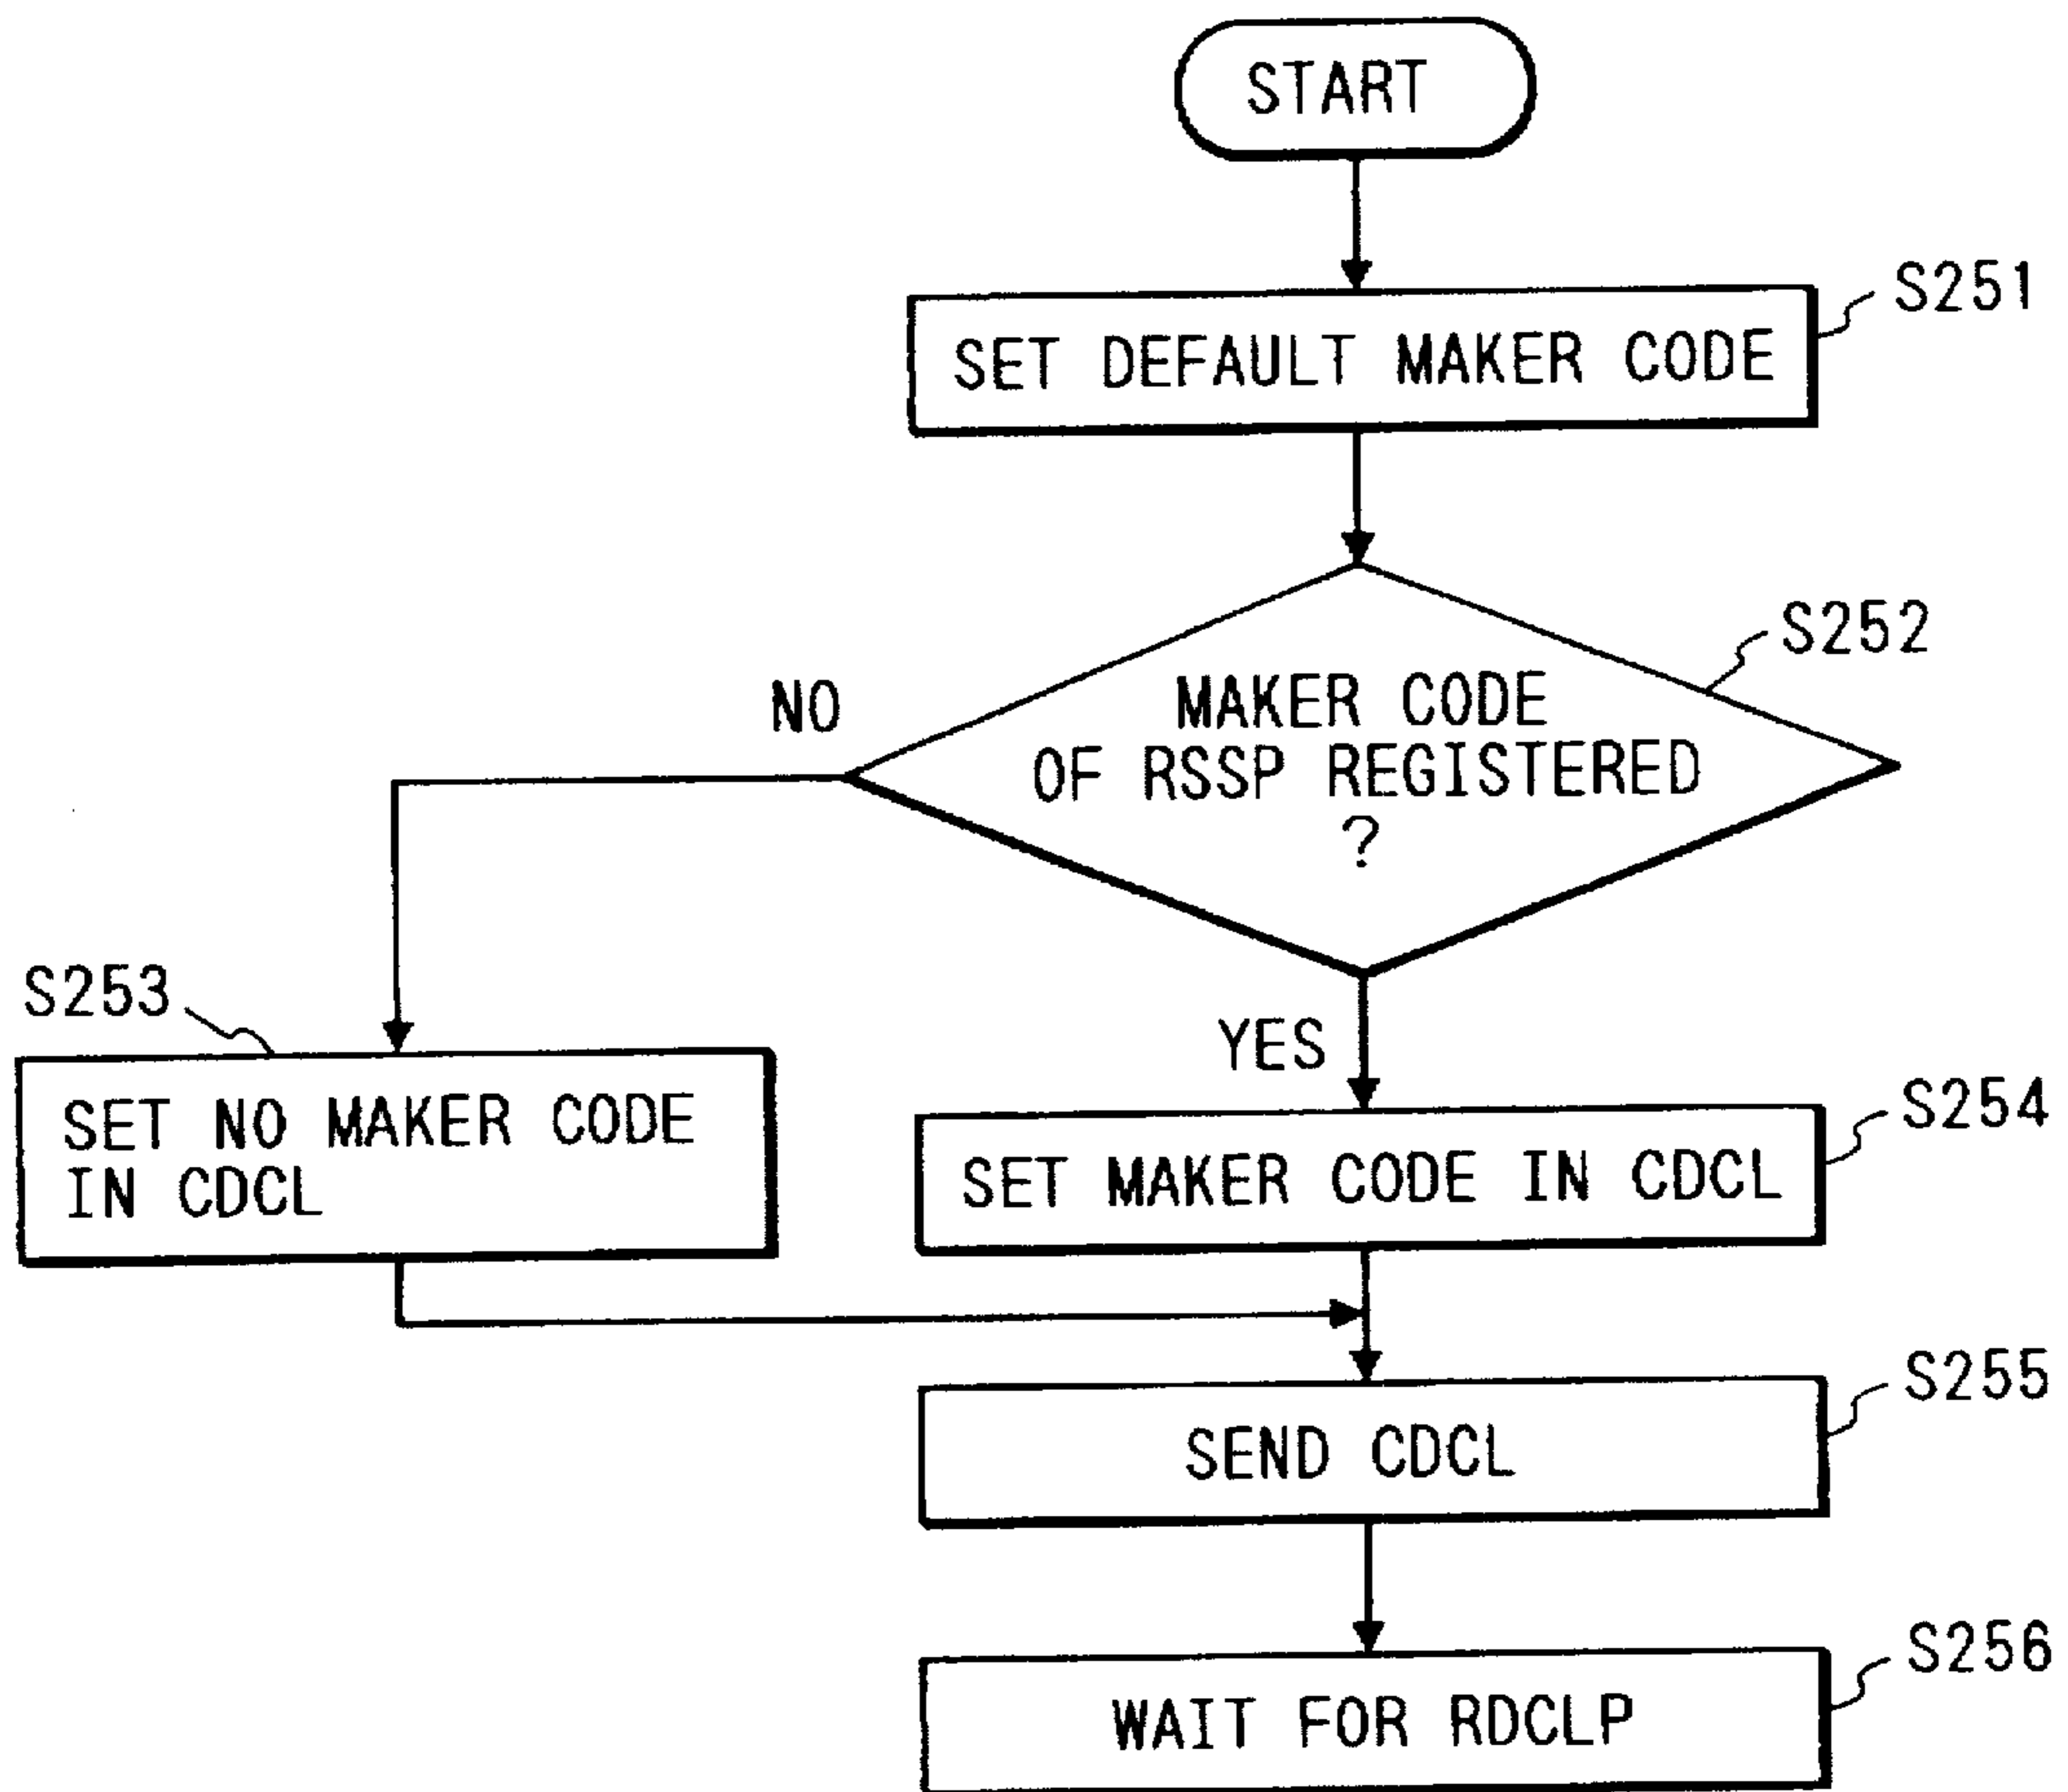 START
S251
SET DEFAULT MAKER CODE
S252
NO
MAKER CODE
OF RSSP REGISTERED
?
S253
YES
SET NO MAKER CODE
IN CDCL
S254
SET MAKER CODE IN CDCL
S255
SEND CDCL
S256
WAIT FOR RDCLP